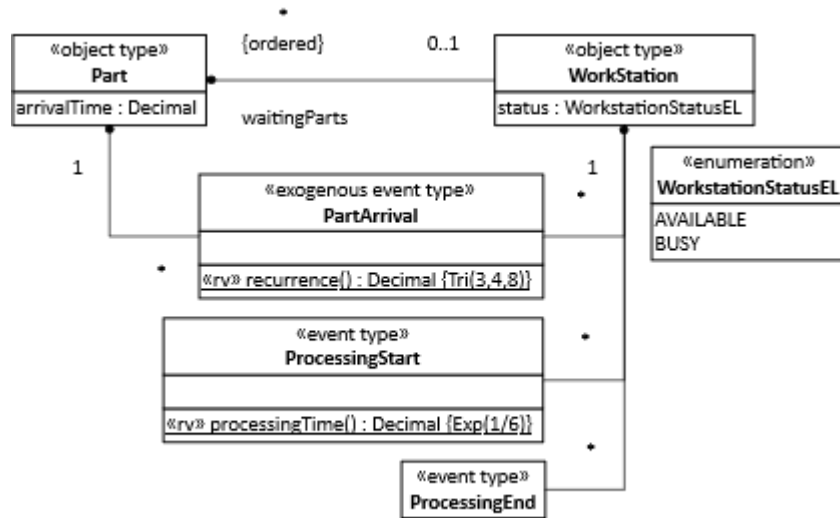 *
{ordered}
0..1
«object type»
Part
arrivalTime : Decimal
waitingParts
«object type»
WorkStation
status : WorkstationStatusEL
1
1
«enumeration»
WorkstationStatusEL
AVAILABLE
BUSY
«exogenous event type»
PartArrival
*
*
«rv» recurrence() : Decimal {Tri(3,4,8)}
«event type»
ProcessingStart
*
«rv» processingTime() : Decimal {Exp(1/6)}
*
«event type»
ProcessingEnd